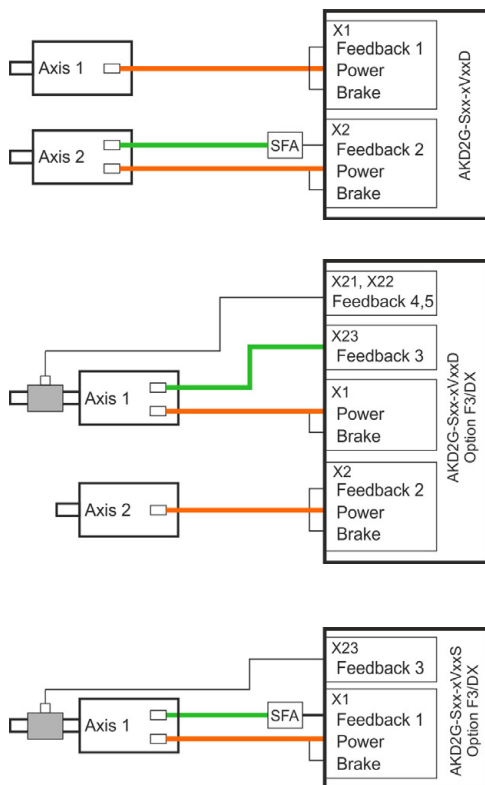 X1
Feedback 1
Axis 1
Power
Brake
X2
SFA
Feedback 2
Axis 2
Power
Brake
AKD2G-Sxx-xVxxD
X21, X22
Feedback 4,5
X23
Feedback 3
X1
Axis 1
Power
Brake
X2
Feedback 2
Axis 2
Power
Brake
AKD2G-Sxx-xVxxD
Option F3/DX
X23
Feedback 3
X1
SFA
Feedback 1
Axis 1
Power
Brake
AKD2G-Sxx-xVxxS
Option F3/DX